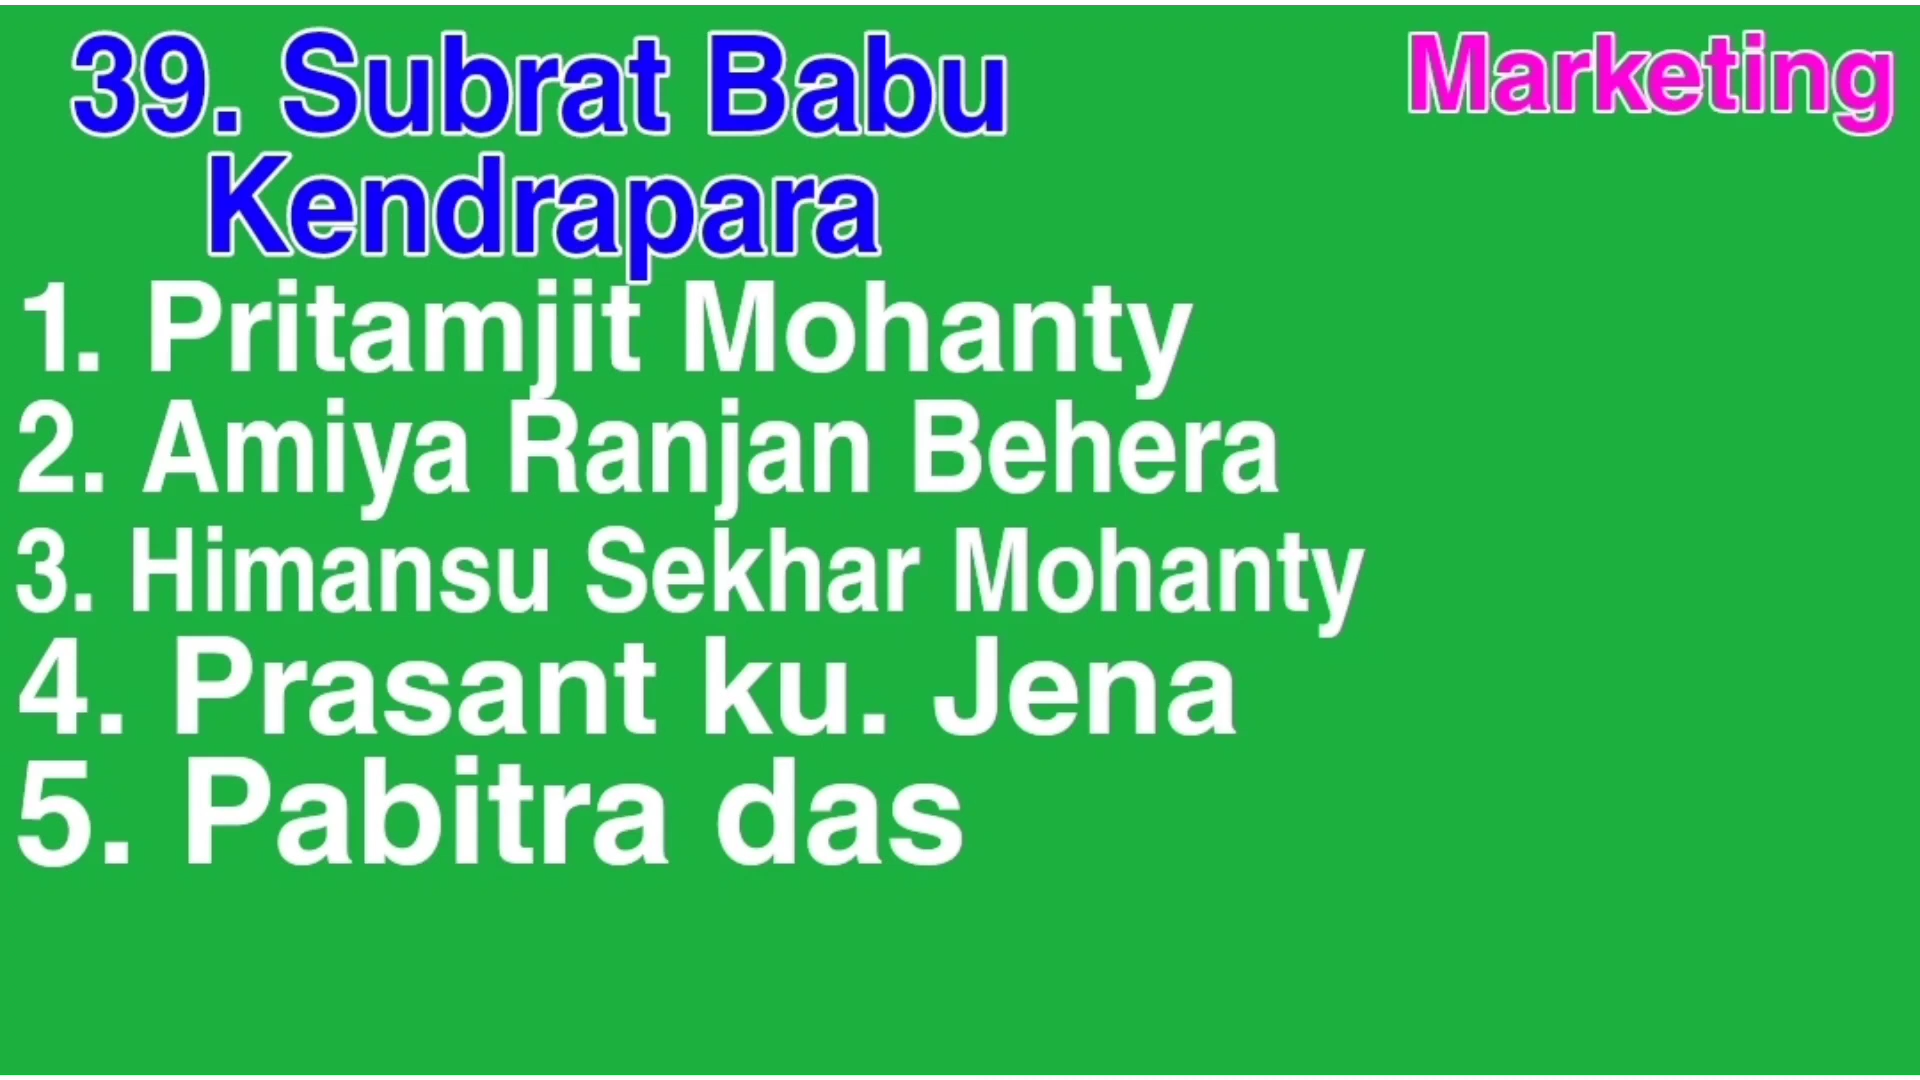 39. Subrat Babu
Marketing
Kendrapara
1. Pritamjit Mohanty
2. Amiya Ranjan Behera
3. Himansu Sekhar Mohanty
4. Prasant ku. Jena
5. Pabitra das